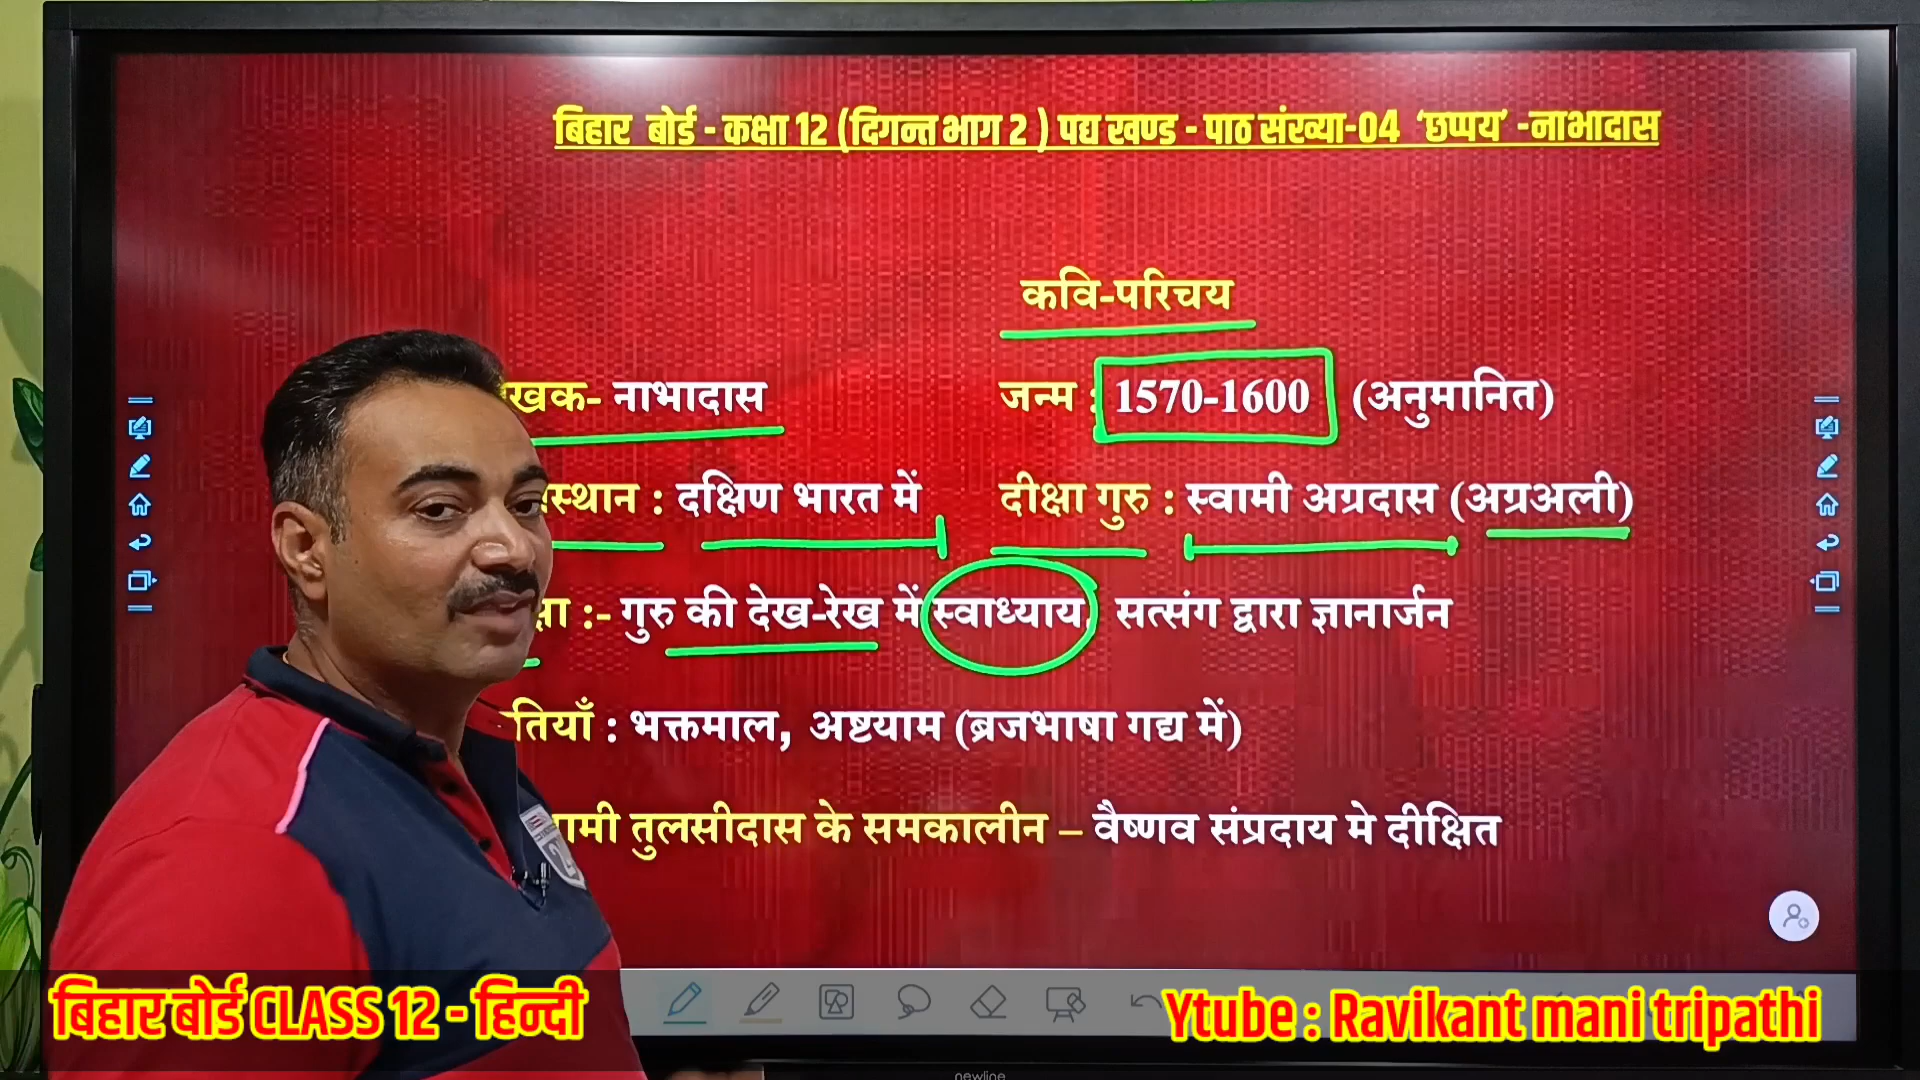 बिहार बोर्ड - कक्षा 12 (दिगन्त भाग 2 ) पद्य खण्ड - पाठ संख्या-04 ‘छप्पय’ -नाभादास
कवि-परिचय
नाभादास जन्म : 1570-1600 (अनुमानित)
: दक्षिण भारत में दीक्षा गुरु : स्वामी अग्रदास (अग्रअली)
:- गुरु की देख-रेख में स्वाध्याय, सत्संग द्वारा ज्ञानार्जन
: भक्तमाल, अष्टयाम (ब्रजभाषा गद्य में)
तुलसीदास के समकालीन – वैष्णव संप्रदाय मे दीक्षित
बिहार बोर्ड CLASS 12 - हिन्दी
Ytube : Ravikant mani tripathi
newline